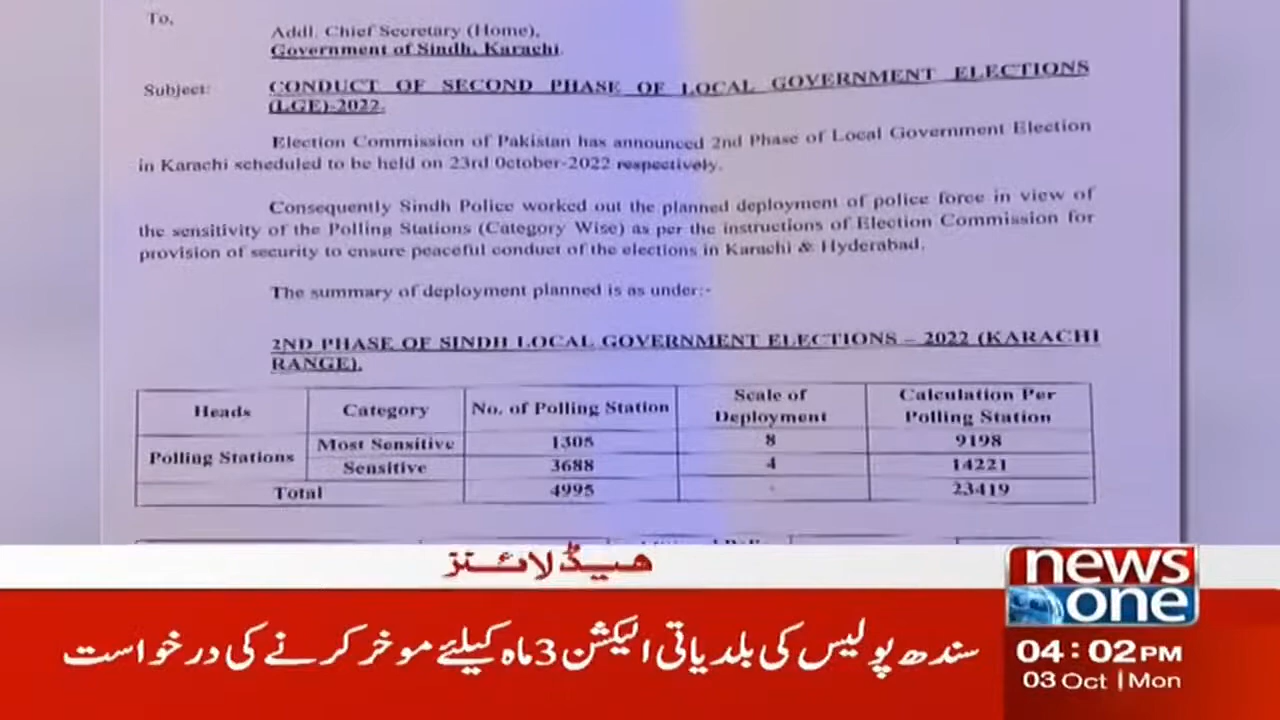 To,
Addl. Chief Secretary (Home),
Government of Sindh, Karachi.
Subject: CONDUCT OF SECOND PHASE OF LOCAL GOVERNMENT ELECTIONS
(LGE)-2022.
Election Commission of Pakistan has announced 2nd Phase of Local Government Election
in Karachi scheduled to be held on 23rd October-2022 respectively.
Consequently Sindh Police worked out the planned deployment of police force in view of
the sensitivity of the Polling Stations (Category Wise) as per the instructions of Election Commission for
provision of security to ensure peaceful conduct of the elections in Karachi & Hyderabad.
The summary of deployment planned is as under:-
2ND PHASE OF SINDH LOCAL GOVERNMENT ELECTIONS – 2022 (KARACHI
RANGE).
Heads Category No. of Polling Station Scale of Deployment Calculation Per Polling Station
Polling Stations Most Sensitive 1305 8 9198
Sensitive 3688 4 14221
Total 4995 - 23419
ھیڈ لائنز
news
one
سندھ پولیس کی بلدیاتی الیکشن 3 ماہ کیلئے موخر کرنے کی درخواست
04:02PM
03 Oct | Mon